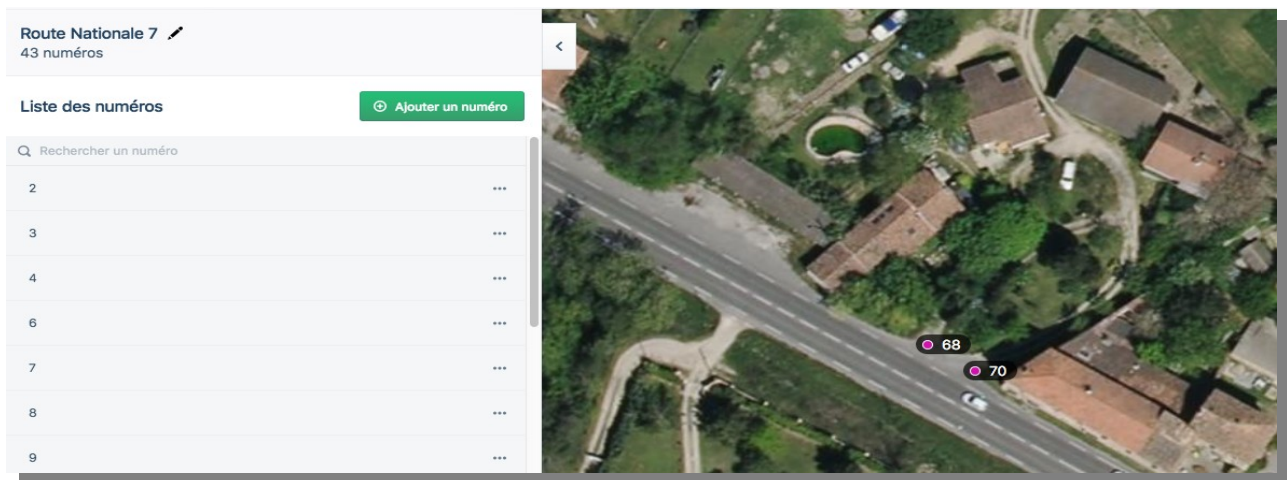 Route Nationale 7
43 numéros
Liste des numéros
Ajouter un numéro
Rechercher un numéro
2
3
4
6
7
8
9
68
70